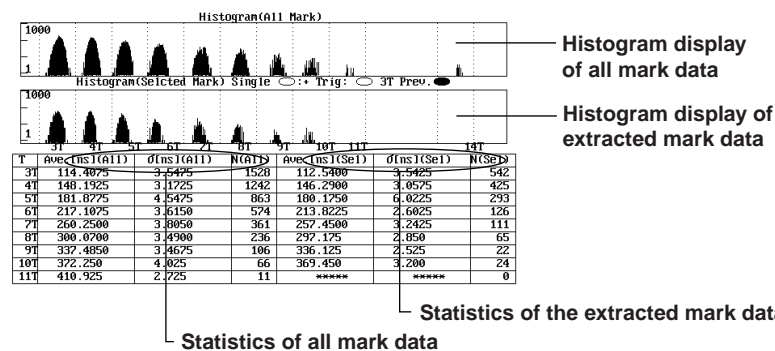 Histogram(All Mark)
1000
1
Histogram display
of all mark data
Histogram(Selcted Mark) Single :+ Trig: 3T Prev.
1000
1
Histogram display of
extracted mark data
3T 4T 5T 6T 7T 8T 9T 10T 11T 14T
T Ave[ns](All) σ[ns](All) N(All) Ave[ns](Sel) σ[ns](Sel) N(Sel)
3T 114.4075 3.5475 1528 112.5400 3.5425 542
4T 148.1925 3.1725 1242 146.2900 3.0575 425
5T 181.8775 4.5475 863 180.1750 6.0225 293
6T 217.1075 3.6150 574 213.8225 2.6025 126
7T 260.2500 3.8050 361 257.4500 3.2425 111
8T 300.0700 3.4900 236 297.175 2.850 65
9T 337.4850 3.4675 106 336.125 2.525 22
10T 372.250 4.025 66 369.450 3.200 24
11T 410.925 2.725 11 ***** ***** 0
Statistics of the extracted mark dat
Statistics of all mark data